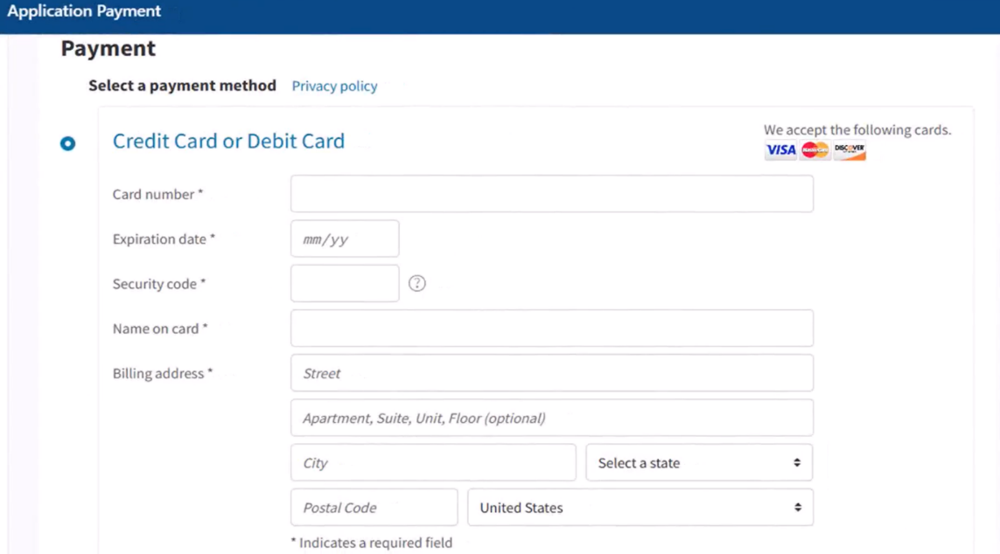 Application Payment
Payment
Select a payment method Privacy policy
We accept the following cards.
Credit Card or Debit Card
VISA MasterCard DISCOVER
Card number *
Expiration date * mm/yy
Security code * ?
Name on card *
Billing address * Street
Apartment, Suite, Unit, Floor (optional)
City Select a state
Postal Code United States
* Indicates a required field